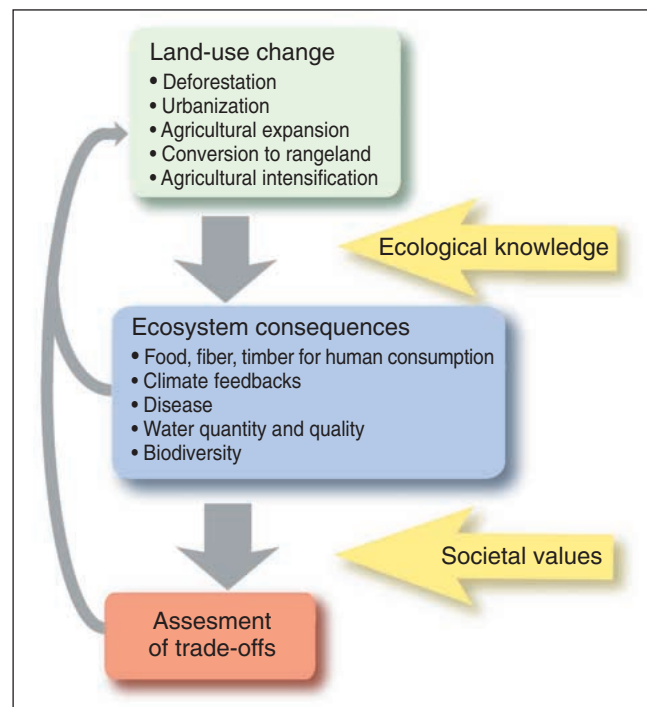 Land-use change
• Deforestation
• Urbanization
• Agricultural expansion
• Conversion to rangeland
• Agricultural intensification
Ecological knowledge
Ecosystem consequences
• Food, fiber, timber for human consumption
• Climate feedbacks
• Disease
• Water quantity and quality
• Biodiversity
Societal values
Assesment
of trade-offs